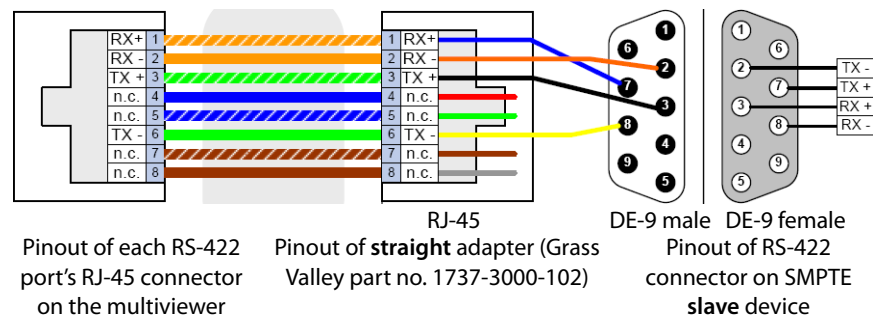 RX+ 1
RX - 2
TX + 3
n.c. 4
n.c. 5
TX - 6
n.c. 7
n.c. 8
1 RX+
2 RX -
3 TX +
4 n.c.
5 n.c.
6 TX -
7 n.c.
8 n.c.
1
6
2
7
3
8
4
9
5
1
6
2
7
3
8
4
9
5
TX -
TX +
RX +
RX -
RJ-45
DE-9 male
DE-9 female
Pinout of each RS-422
port's RJ-45 connector
on the multiviewer
Pinout of straight adapter (Grass
Valley part no. 1737-3000-102)
Pinout of RS-422
connector on SMPTE
slave device